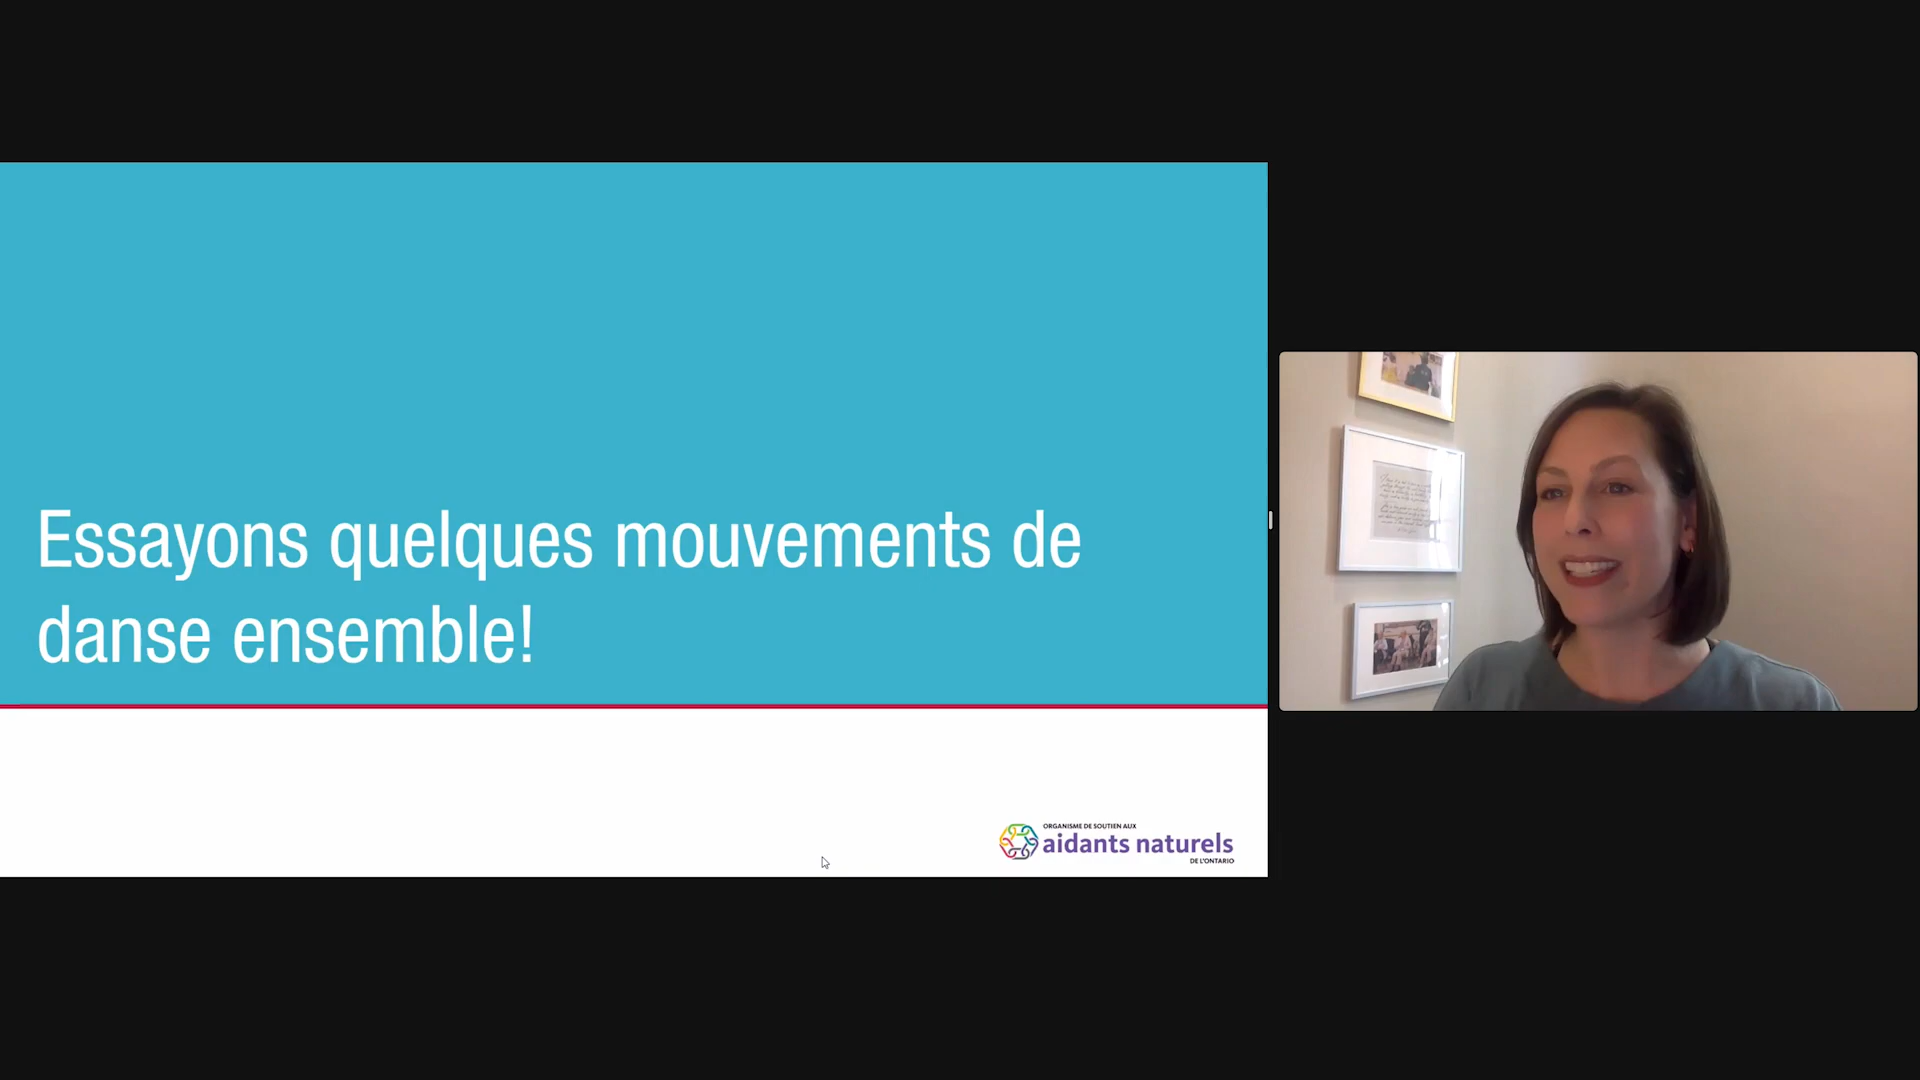 Essayons quelques mouvements de
danse ensemble!
ORGANISME DE SOUTIEN AUX
aidants naturels
DE L'ONTARIO